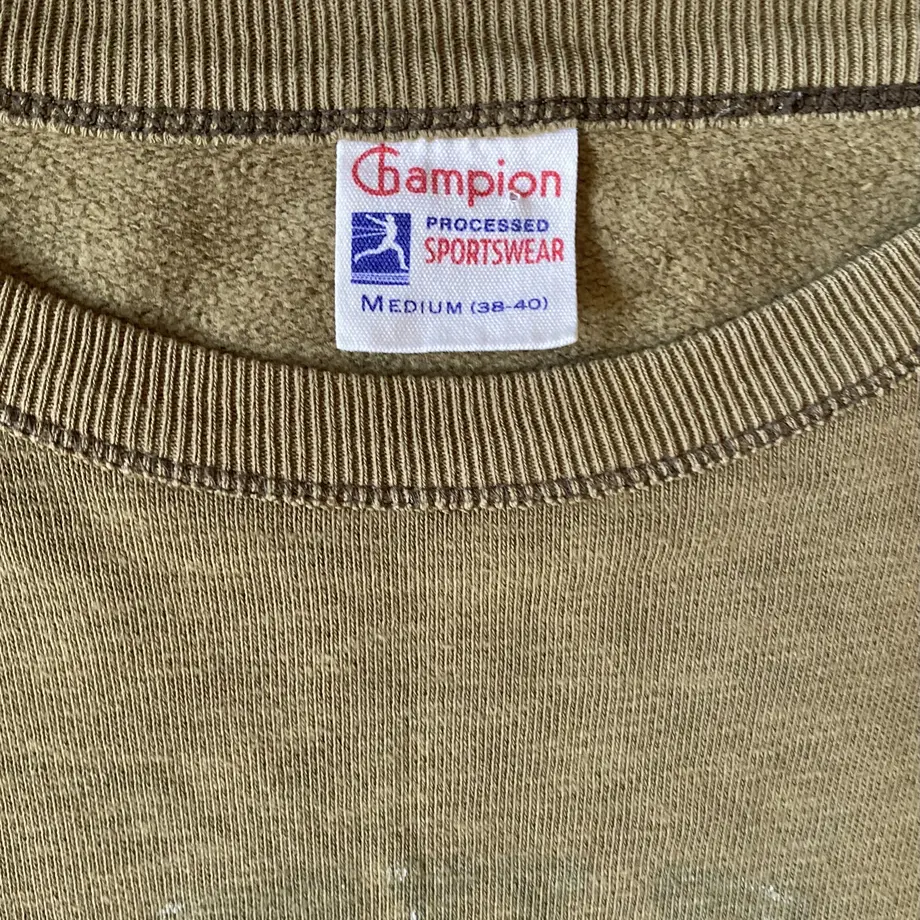 Champion
PROCESSED
SPORTSWEAR
MEDIUM (38-40)